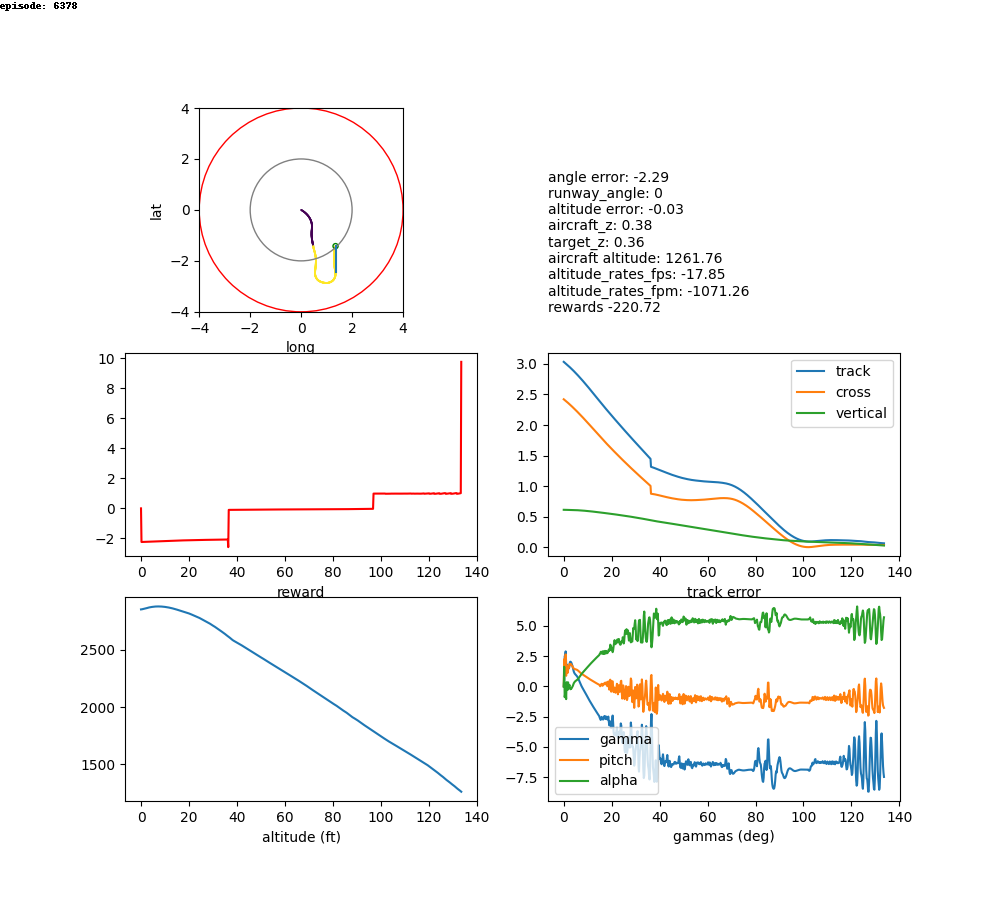 episode: 6378
4
2
0
−2
−4
lat
−4 −2 0 2 4
long
angle error: -2.29
runway_angle: 0
altitude error: -0.03
aircraft_z: 0.38
target_z: 0.36
aircraft altitude: 1261.76
altitude_rates_fps: -17.85
altitude_rates_fpm: -1071.26
rewards -220.72
10
8
6
4
2
0
−2
0 20 40 60 80 100 120 140
reward
3.0
2.5
2.0
1.5
1.0
0.5
0.0
track
cross
vertical
0 20 40 60 80 100 120 140
track error
2500
2000
1500
0 20 40 60 80 100 120 140
altitude (ft)
5.0
2.5
0.0
−2.5
−5.0
−7.5
gamma
pitch
alpha
0 20 40 60 80 100 120 140
gammas (deg)